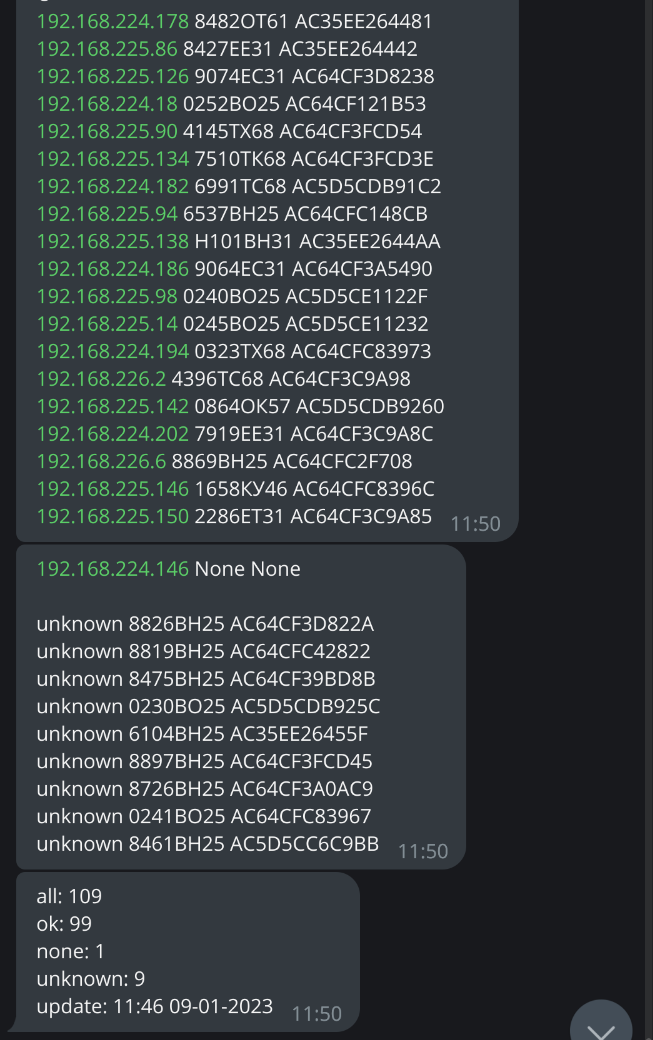 192.168.224.178 8482OT61 AC35EE264481
192.168.225.86 8427EE31 AC35EE264442
192.168.225.126 9074EC31 AC64CF3D8238
192.168.224.18 0252BO25 AC64CF121B53
192.168.225.90 4145TX68 AC64CF3FCD54
192.168.225.134 7510TK68 AC64CF3FCD3E
192.168.224.182 6991TC68 AC5D5CDB91C2
192.168.225.94 6537BH25 AC64CFC148CB
192.168.225.138 H101BH31 AC35EE2644AA
192.168.224.186 9064EC31 AC64CF3A5490
192.168.225.98 0240BO25 AC5D5CE1122F
192.168.225.14 0245BO25 AC5D5CE11232
192.168.224.194 0323TX68 AC64CFC83973
192.168.226.2 4396TC68 AC64CF3C9A98
192.168.225.142 0864OK57 AC5D5CDB9260
192.168.224.202 7919EE31 AC64CF3C9A8C
192.168.226.6 8869BH25 AC64CFC2F708
192.168.225.146 1658КУ46 AC64CFC8396C
192.168.225.150 2286ET31 AC64CF3C9A85
11:50
192.168.224.146 None None
unknown 8826BH25 AC64CF3D822A
unknown 8819BH25 AC64CFC42822
unknown 8475BH25 AC64CF39BD8B
unknown 0230BO25 AC5D5CDB925C
unknown 6104BH25 AC35EE26455F
unknown 8897BH25 AC64CF3FCD45
unknown 8726BH25 AC64CF3A0AC9
unknown 0241BO25 AC64CFC83967
unknown 8461BH25 AC5D5CC6C9BB
11:50
all: 109
ok: 99
none: 1
unknown: 9
update: 11:46 09-01-2023
11:50